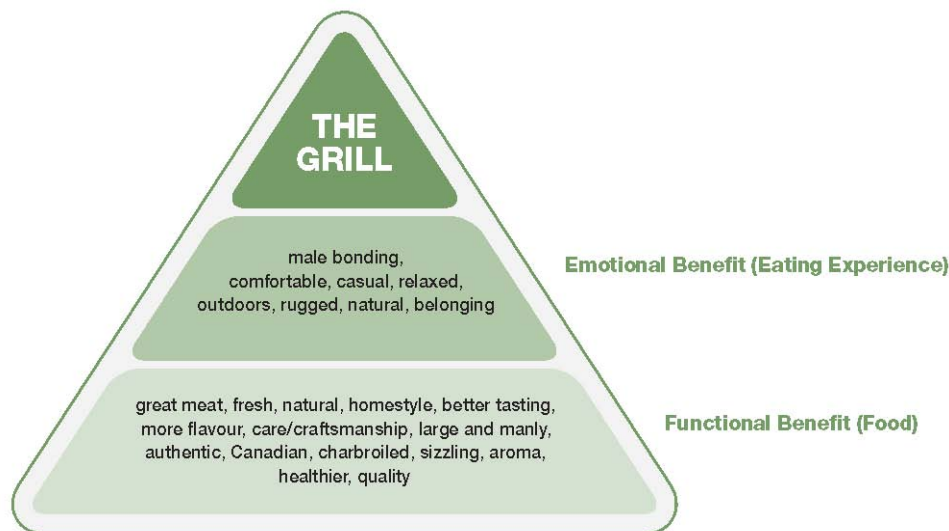 THE
GRILL
male bonding,
comfortable, casual, relaxed,
outdoors, rugged, natural, belonging
Emotional Benefit (Eating Experience)
great meat, fresh, natural, homestyle, better tasting,
more flavour, care/craftsmanship, large and manly,
authentic, Canadian, charbroiled, sizzling, aroma,
healthier, quality
Functional Benefit (Food)